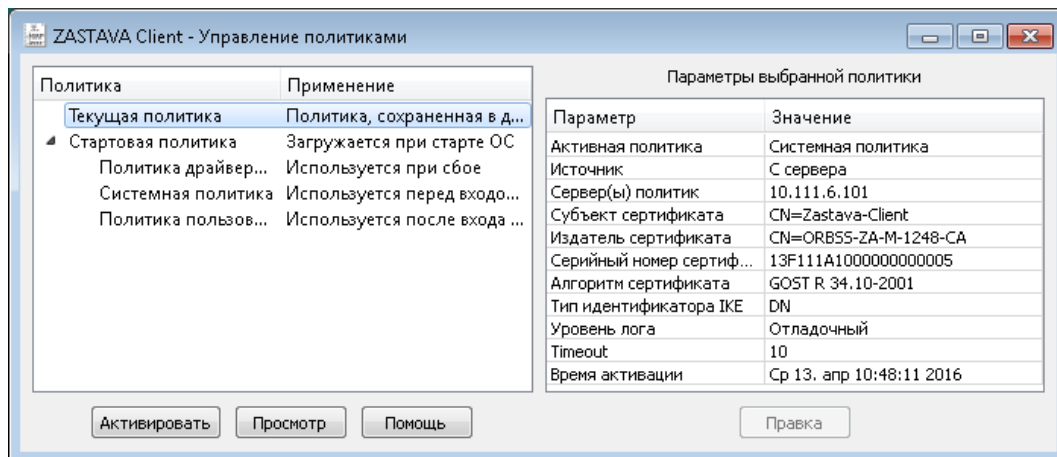 ZASTAVA Client - Управление политиками
Политика Применение
Текущая политика Политика, сохраненная в д...
Стартовая политика Загружается при старте ОС
Политика драйвер... Используется при сбое
Системная политика Используется перед входо...
Политика пользов... Используется после входа ...
Активировать Просмотр Помощь
Параметры выбранной политики
Параметр Значение
Активная политика Системная политика
Источник С сервера
Сервер(ы) политик 10.111.6.101
Субъект сертификата CN=Zastava-Client
Издатель сертификата CN=ORBSS-ZA-M-1248-CA
Серийный номер сертиф... 13F111A1000000000005
Алгоритм сертификата GOST R 34.10-2001
Тип идентификатора IKE DN
Уровень лога Отладочный
Timeout 10
Время активации Ср 13. апр 10:48:11 2016
Правка